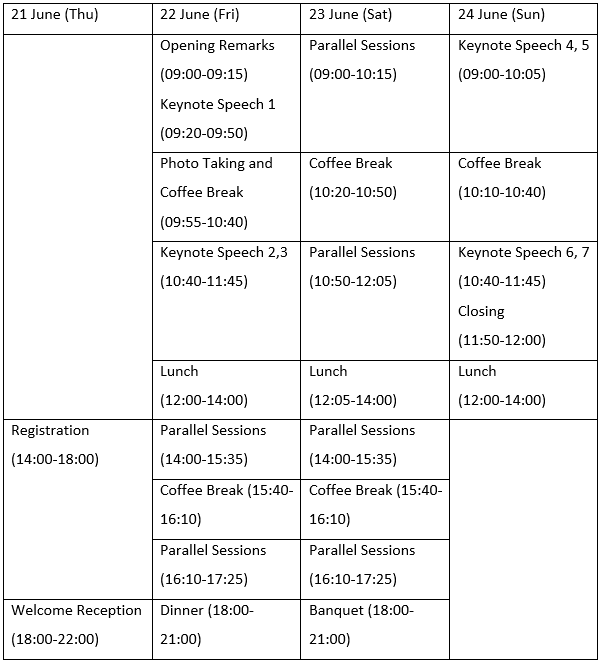 21 June (Thu)
22 June (Fri)
23 June (Sat)
24 June (Sun)
Opening Remarks
(09:00-09:15)
Keynote Speech 1
(09:20-09:50)
Parallel Sessions
(09:00-10:15)
Keynote Speech 4, 5
(09:00-10:05)
Photo Taking and
Coffee Break
(09:55-10:40)
Coffee Break
(10:20-10:50)
Coffee Break
(10:10-10:40)
Keynote Speech 2,3
(10:40-11:45)
Parallel Sessions
(10:50-12:05)
Keynote Speech 6, 7
(10:40-11:45)
Closing
(11:50-12:00)
Lunch
(12:00-14:00)
Lunch
(12:05-14:00)
Lunch
(12:00-14:00)
Registration
(14:00-18:00)
Parallel Sessions
(14:00-15:35)
Parallel Sessions
(14:00-15:35)
Coffee Break (15:40-
16:10)
Coffee Break (15:40-
16:10)
Parallel Sessions
(16:10-17:25)
Parallel Sessions
(16:10-17:25)
Welcome Reception
(18:00-22:00)
Dinner (18:00-
21:00)
Banquet (18:00-
21:00)